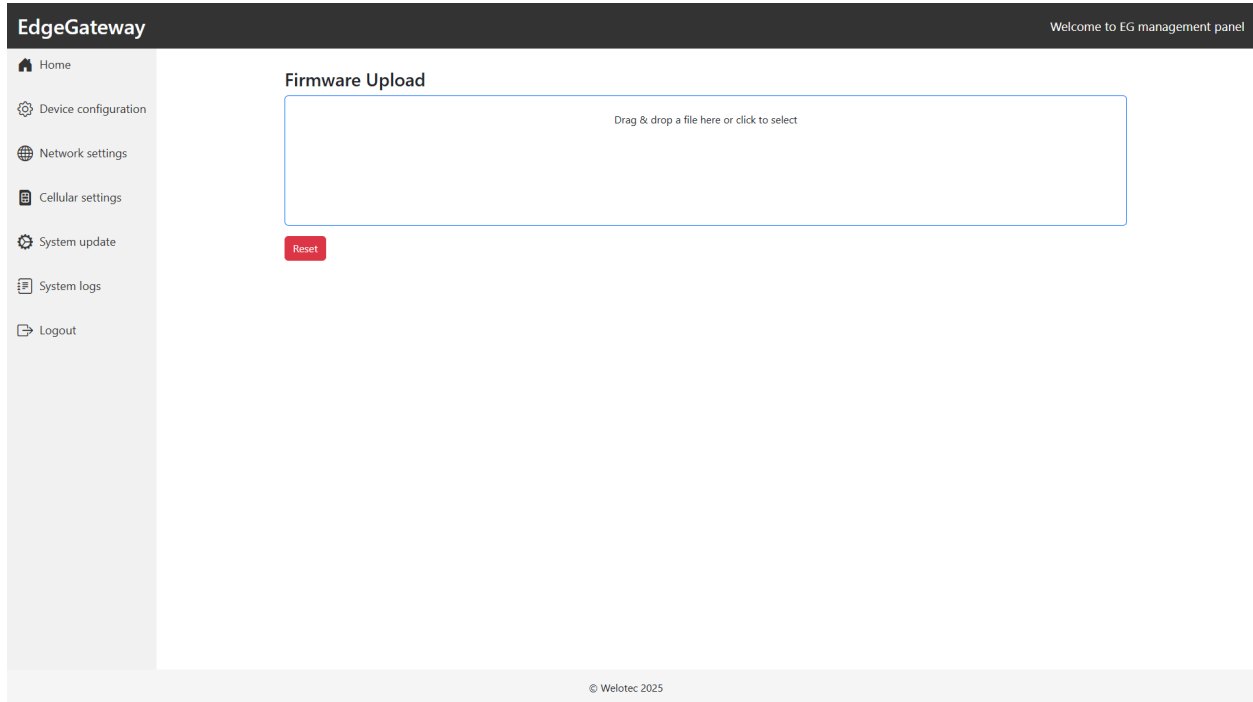 EdgeGateway
Welcome to EG management panel
Home
Device configuration
Network settings
Cellular settings
System update
System logs
Logout
Firmware Upload
Drag & drop a file here or click to select
Reset
© Welotec 2025